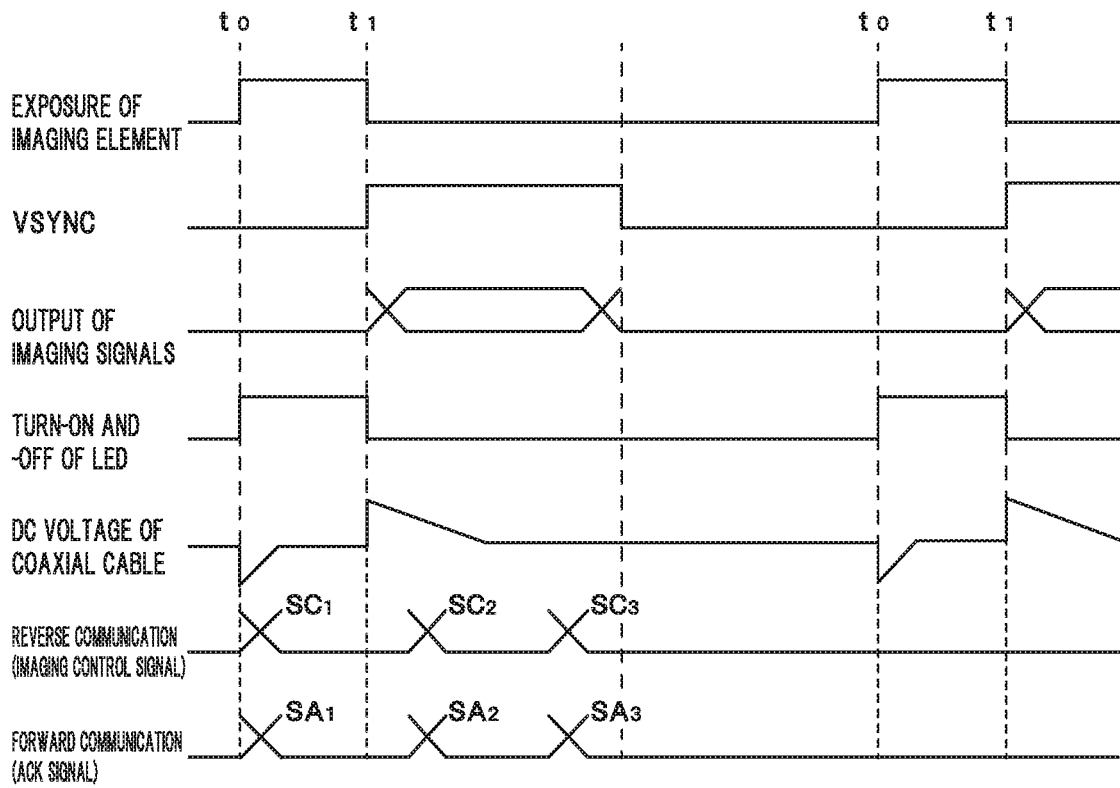 t0 t1 t0 t1
EXPOSURE OF
IMAGING ELEMENT
VSYNC
OUTPUT OF
IMAGING SIGNALS
TURN-ON AND
-OFF OF LED
DC VOLTAGE OF
COAXIAL CABLE
SC1 SC2 SC3
REVERSE COMMUNICATION
(IMAGING CONTROL SIGNAL)
SA1 SA2 SA3
FORWARD COMMUNICATION
(ACK SIGNAL)